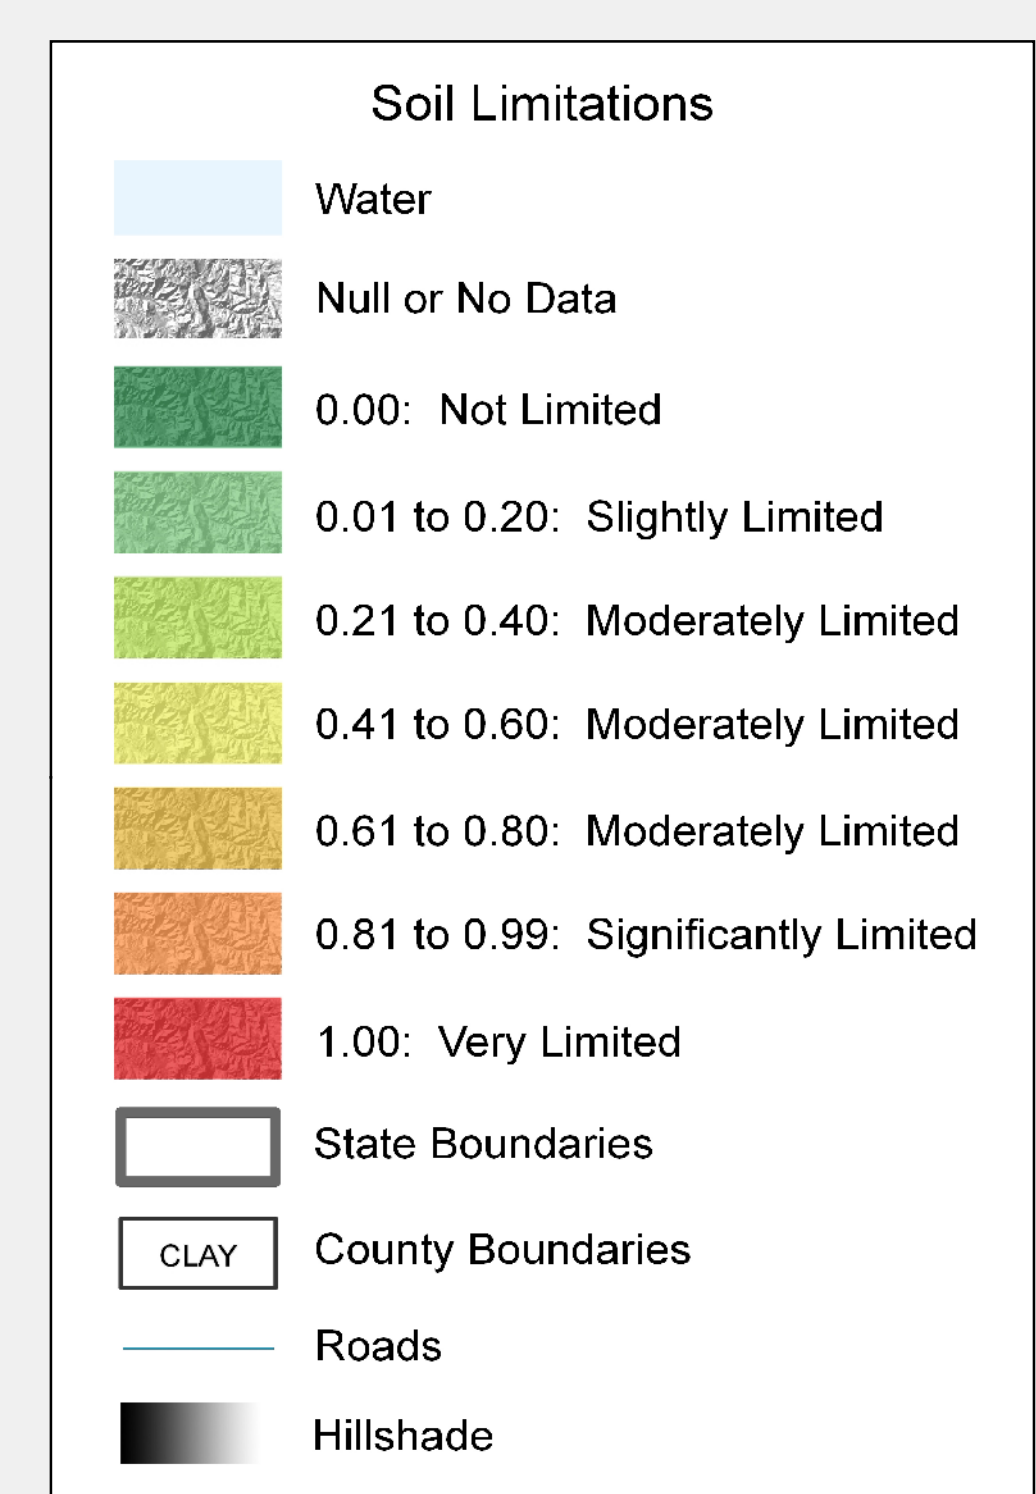 Soil Limitations
Water
Null or No Data
0.00: Not Limited
0.01 to 0.20: Slightly Limited
0.21 to 0.40: Moderately Limited
0.41 to 0.60: Moderately Limited
0.61 to 0.80: Moderately Limited
0.81 to 0.99: Significantly Limited
1.00: Very Limited
State Boundaries
CLAY County Boundaries
Roads
Hillshade